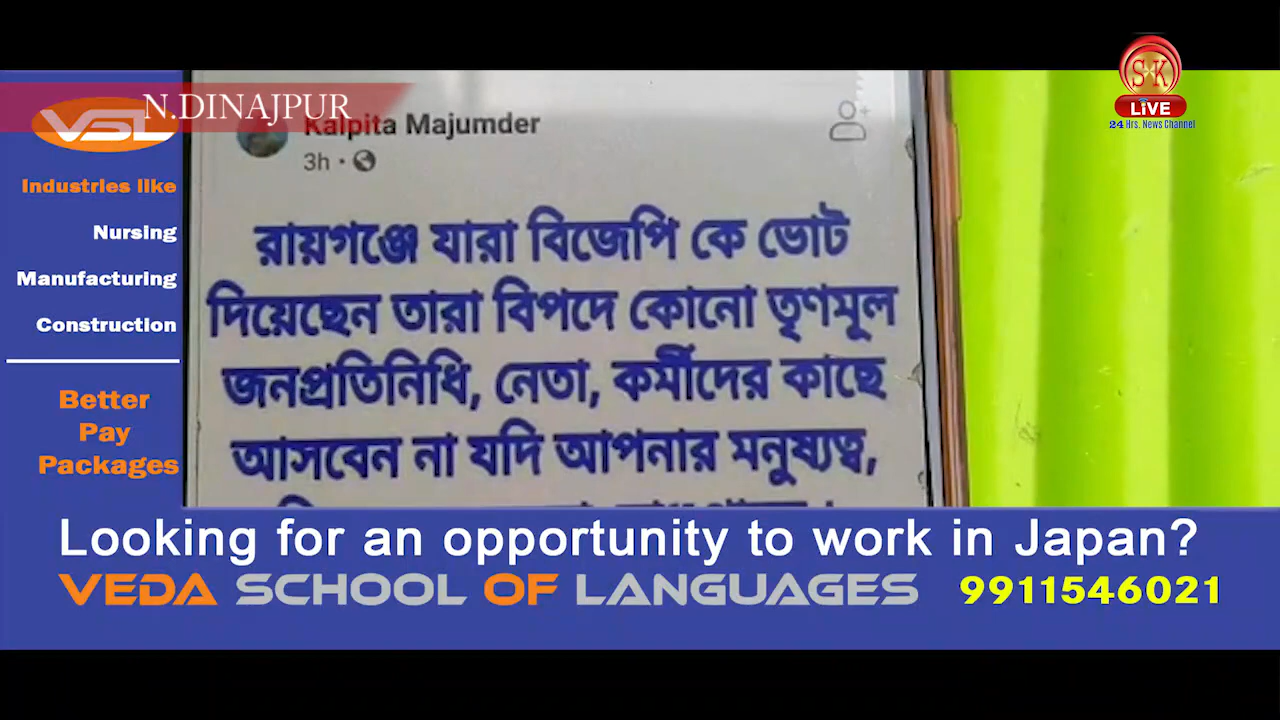 N.DINAJPUR
VSL
Industries like
Nursing
Manufacturing
Construction
Better
Pay
Packages
Kalpita Majumder
3h
রায়গঞ্জে যারা বিজেপি কে ভোট
দিয়েছেন তারা বিপদে কোনো তৃণমূল
জনপ্রতিনিধি, নেতা, কর্মীদের কাছে
আসবেন না যদি আপনার মনুষ্যত্ব,
SK
LIVE
24 Hrs. News Channel
Looking for an opportunity to work in Japan?
VEDA SCHOOL OF LANGUAGES 9911546021